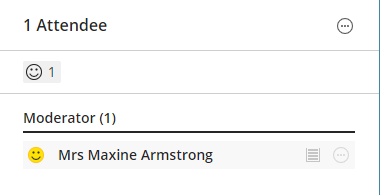 1 Attendee
1
Moderator (1)
Mrs Maxine Armstrong